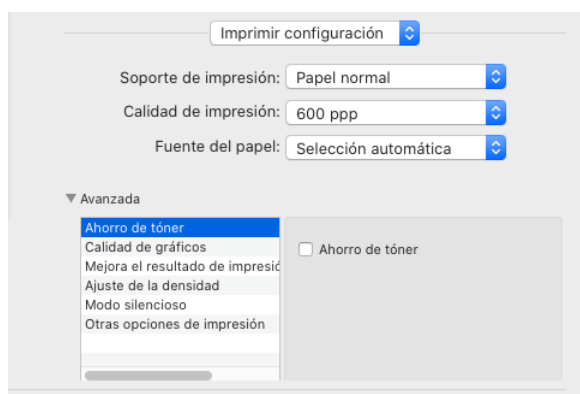 Imprimir configuración
Soporte de impresión: Papel normal
Calidad de impresión: 600 ppp
Fuente del papel: Selección automática
Avanzada
Ahorro de tóner
Calidad de gráficos
Mejora el resultado de impresió
Ajuste de la densidad
Modo silencioso
Otras opciones de impresión
Ahorro de tóner